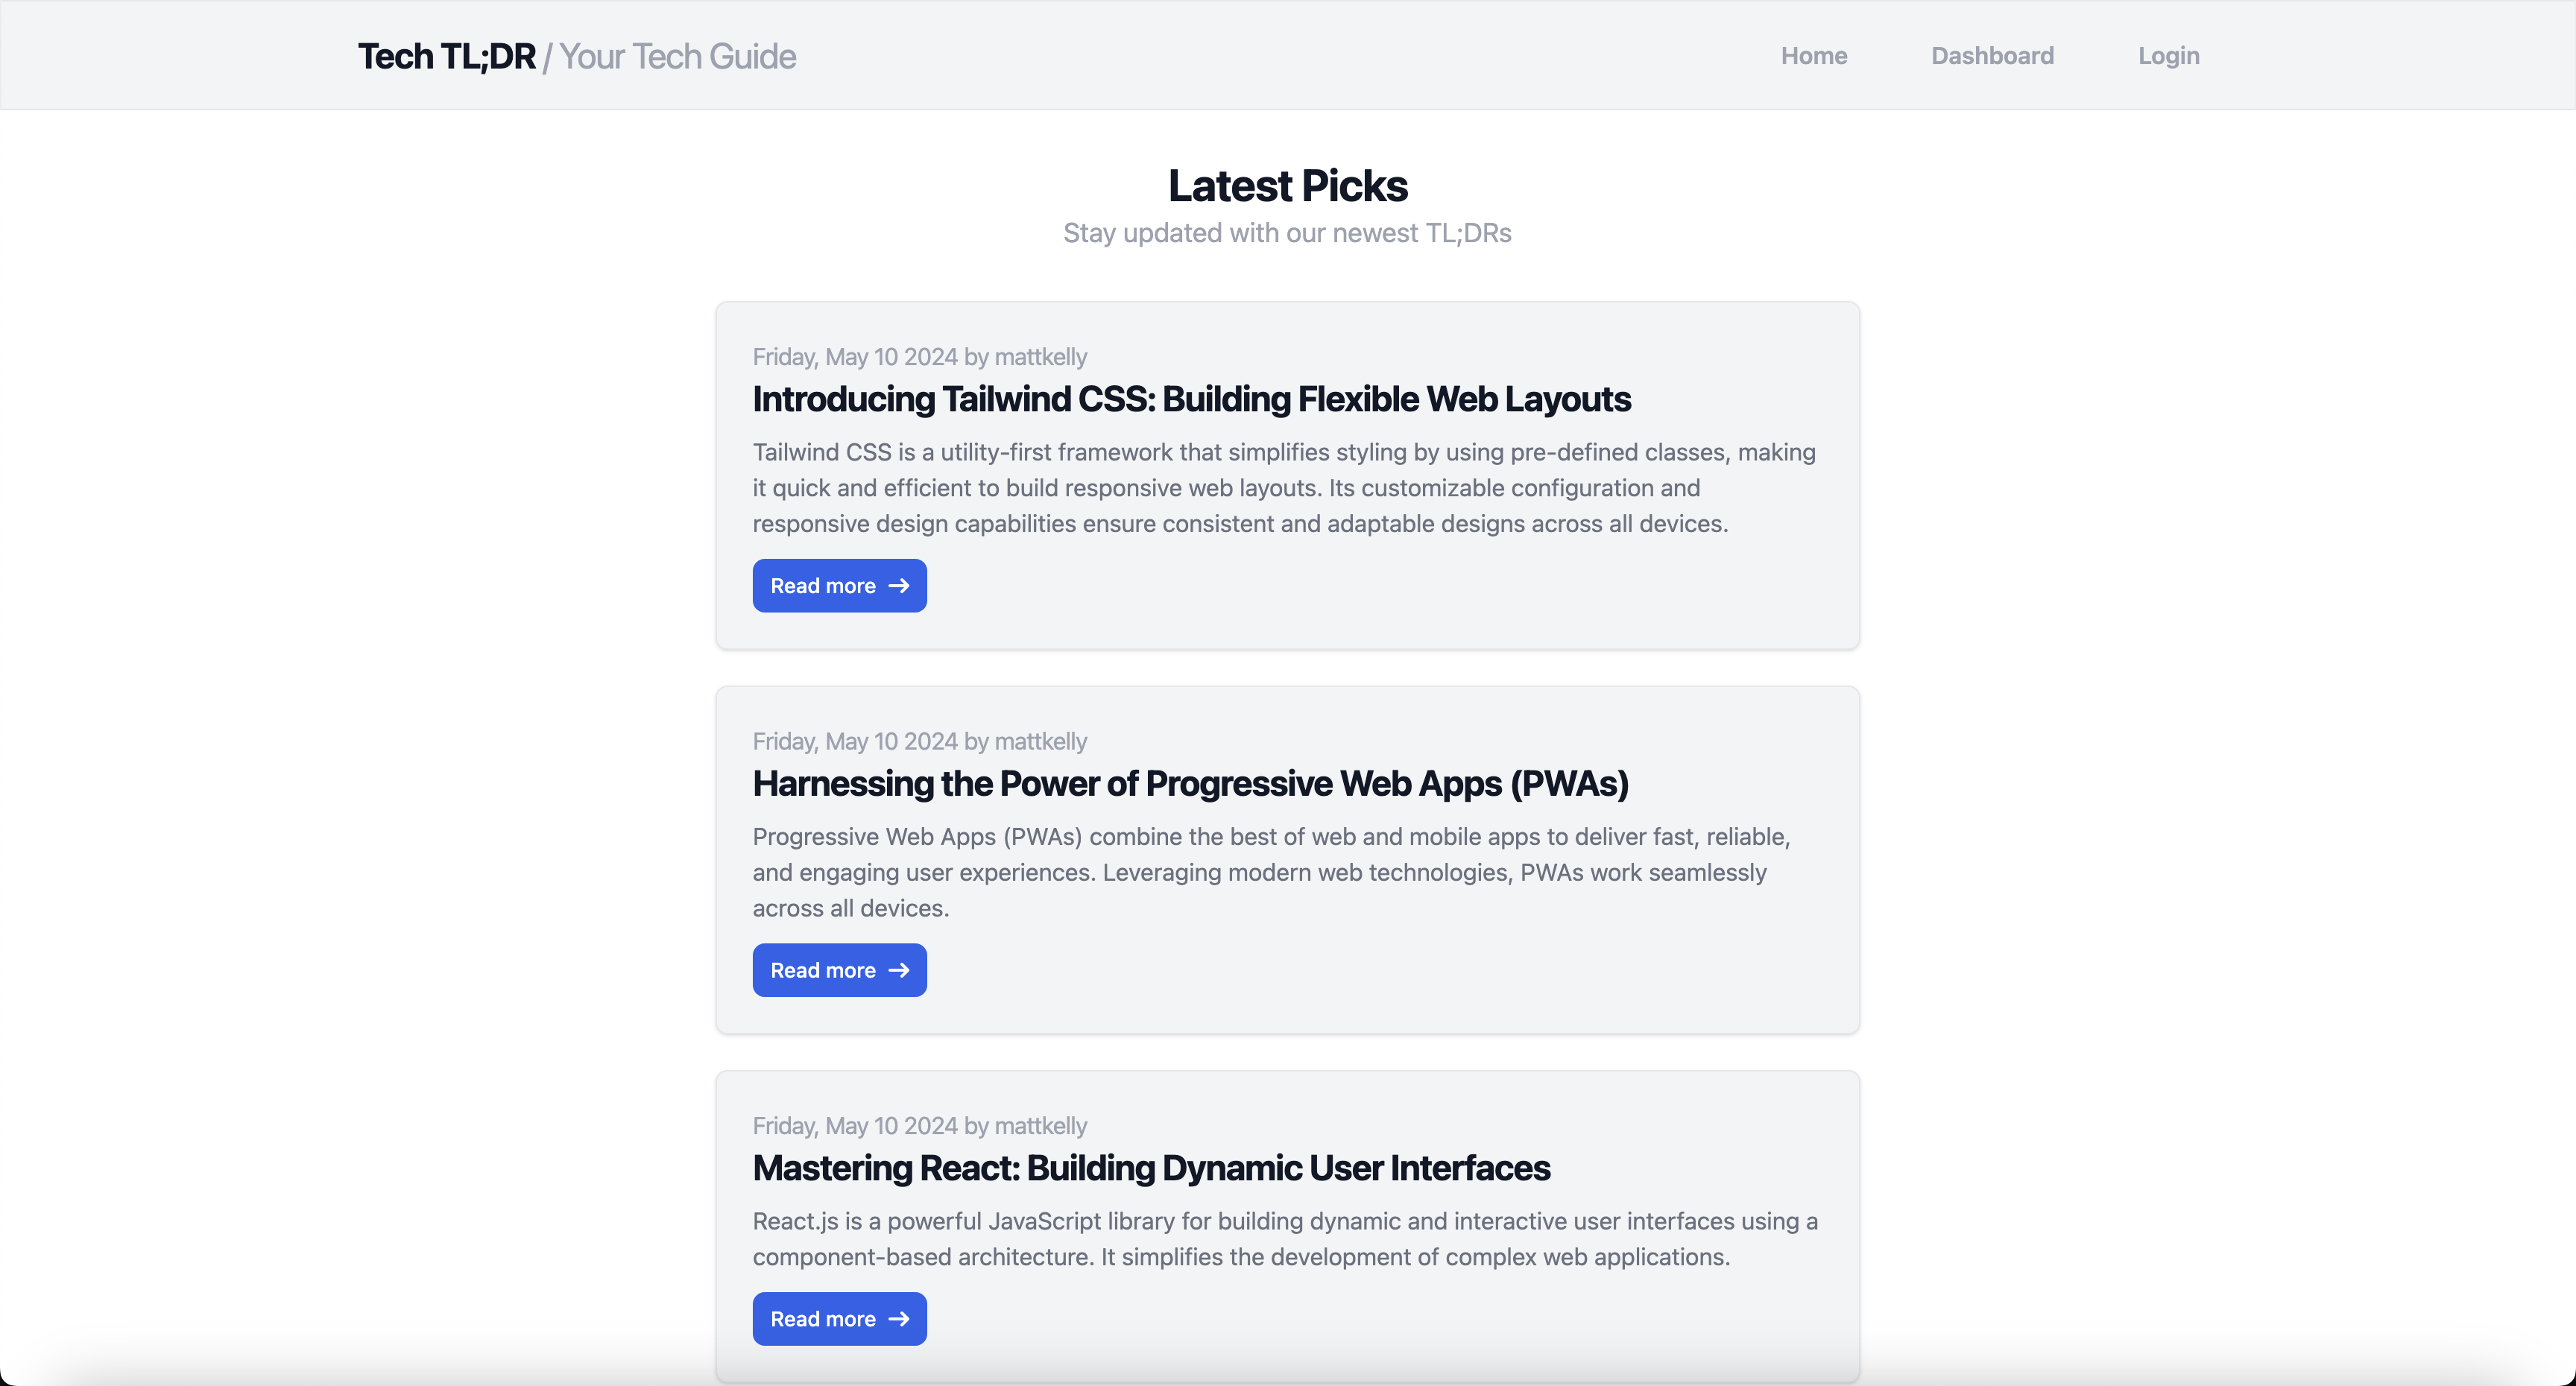 Tech TL;DR / Your Tech Guide
Home Dashboard Login
Latest Picks
Stay updated with our newest TL;DRs
Friday, May 10 2024 by mattkelly
Introducing Tailwind CSS: Building Flexible Web Layouts
Tailwind CSS is a utility-first framework that simplifies styling by using pre-defined classes, making
it quick and efficient to build responsive web layouts. Its customizable configuration and
responsive design capabilities ensure consistent and adaptable designs across all devices.
Read more →
Friday, May 10 2024 by mattkelly
Harnessing the Power of Progressive Web Apps (PWAs)
Progressive Web Apps (PWAs) combine the best of web and mobile apps to deliver fast, reliable,
and engaging user experiences. Leveraging modern web technologies, PWAs work seamlessly
across all devices.
Read more →
Friday, May 10 2024 by mattkelly
Mastering React: Building Dynamic User Interfaces
React.js is a powerful JavaScript library for building dynamic and interactive user interfaces using a
component-based architecture. It simplifies the development of complex web applications.
Read more →